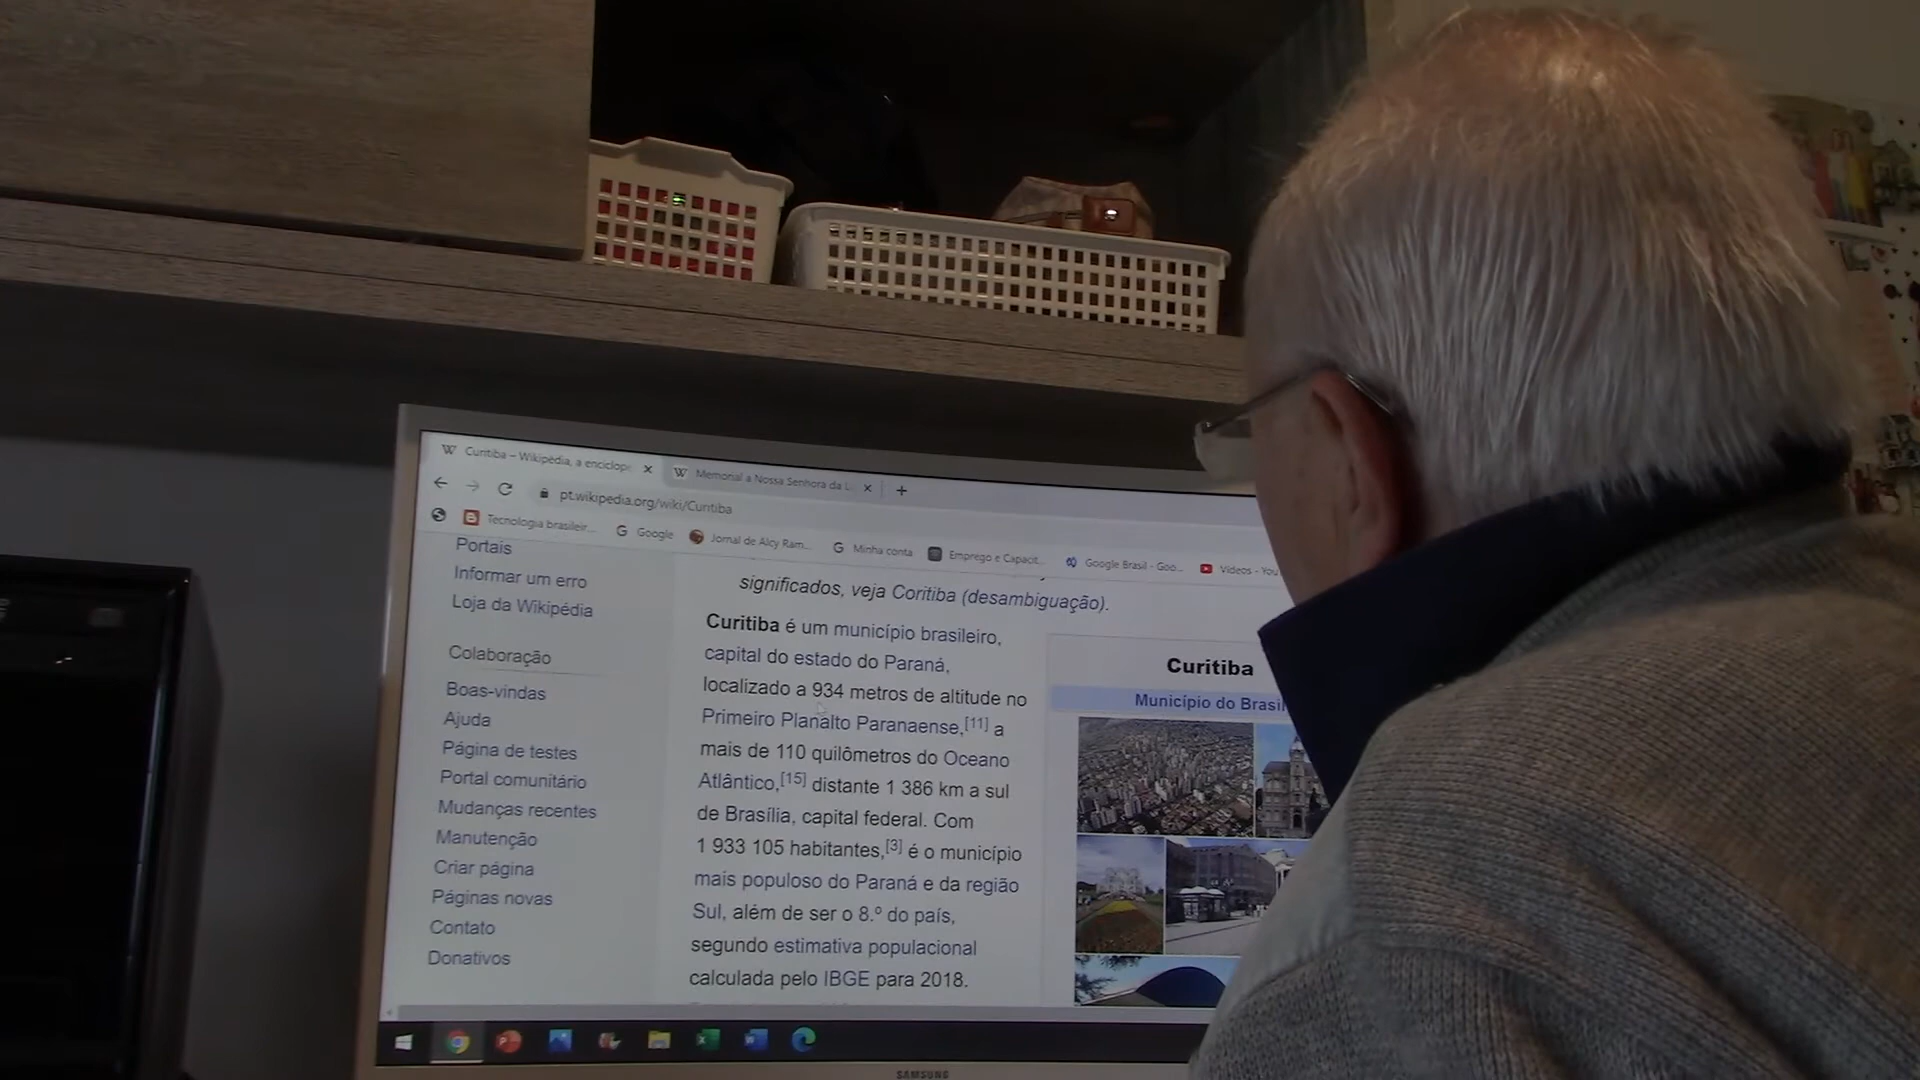 Curitiba – Wikipédia, a enciclop
Memorial a Nossa Senhora da L
pt.wikipedia.org/wiki/Curitiba
Tecnologia brasileir...
Google
Jornal de Alcy Ram...
Minha conta
Emprego e Capacit...
Google Brasil - Goo...
Videos - You
Portais
Informar um erro
Loja da Wikipédia
Colaboração
Boas-vindas
Ajuda
Página de testes
Portal comunitário
Mudanças recentes
Manutenção
Criar página
Páginas novas
Contato
Donativos
significados, veja Coritiba (desambiguação).
Curitiba é um município brasileiro,
capital do estado do Paraná,
localizado a 934 metros de altitude no
Primeiro Planalto Paranaense,[11] a
mais de 110 quilômetros do Oceano
Atlântico,[15] distante 1 386 km a sul
de Brasília, capital federal. Com
1 933 105 habitantes,[3] é o município
mais populoso do Paraná e da região
Sul, além de ser o 8.º do país,
segundo estimativa populacional
calculada pelo IBGE para 2018.
Curitiba
Município do Brasil
SAMSUNG